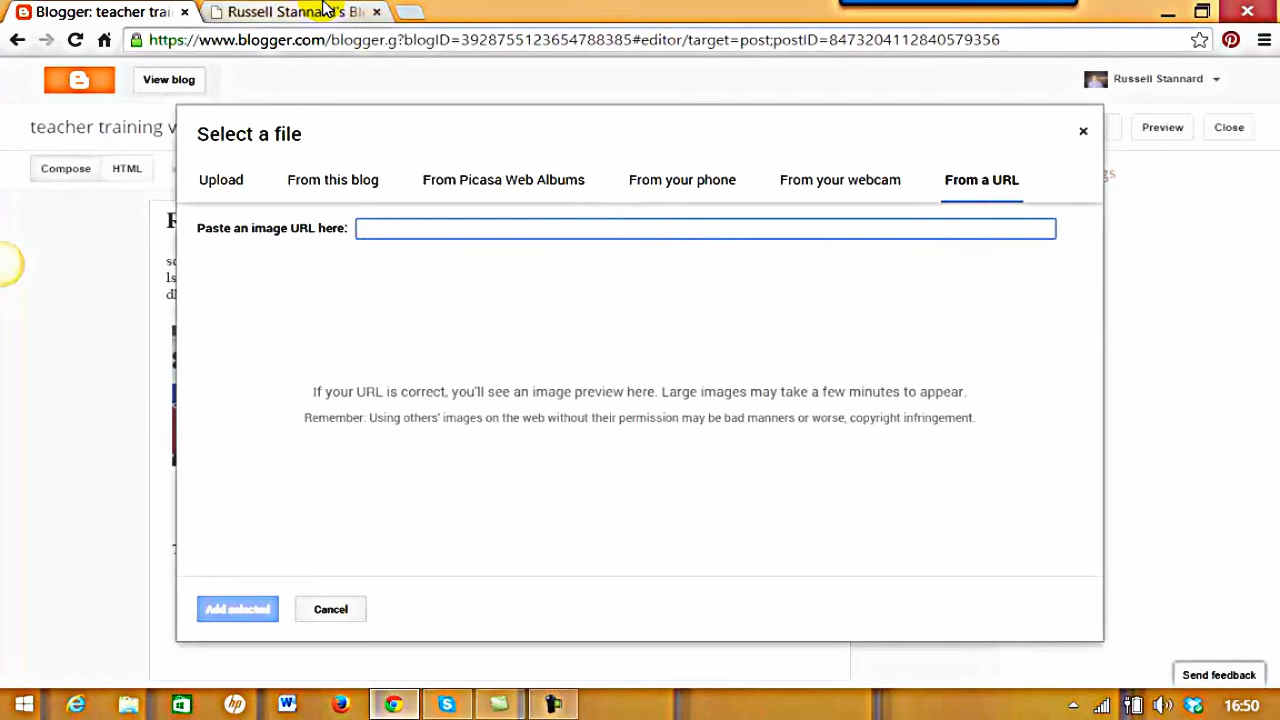 Blogger: teacher trai
Russell Stannard's Bl
https://www.blogger.com/blogger.g?blogID=3928755123654788385#editor/target=post;postID=8473204112840579356
View blog
Russell Stannard
teacher training v
Preview
Close
Compose
HTML
Select a file
Upload
From this blog
From Picasa Web Albums
From your phone
From your webcam
From a URL
Paste an image URL here:
If your URL is correct, you'll see an image preview here. Large images may take a few minutes to appear.
Remember: Using others' images on the web without their permission may be bad manners or worse, copyright infringement.
Add selected
Cancel
Send feedback
16:50